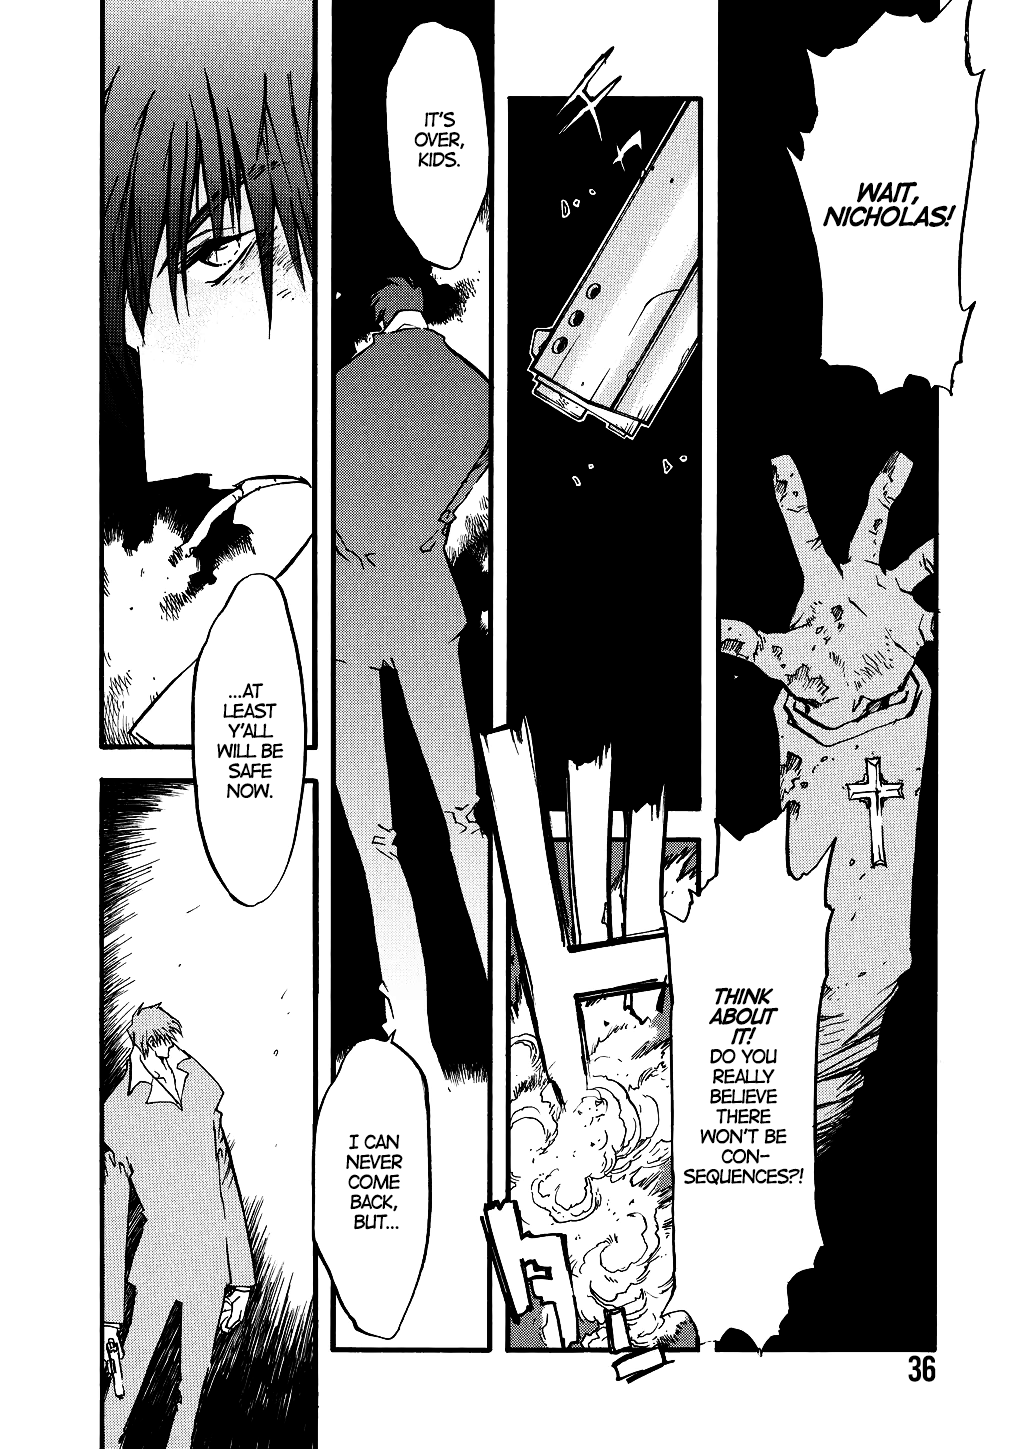 WAIT,
NICHOLAS!
THINK
ABOUT
IT!
DO YOU
REALLY
BELIEVE
THERE
WON'T BE
CON-
SEQUENCES?!
IT'S
OVER,
KIDS.
I CAN
NEVER
COME
BACK,
BUT...
...AT
LEAST
Y'ALL
WILL BE
SAFE
NOW.
36